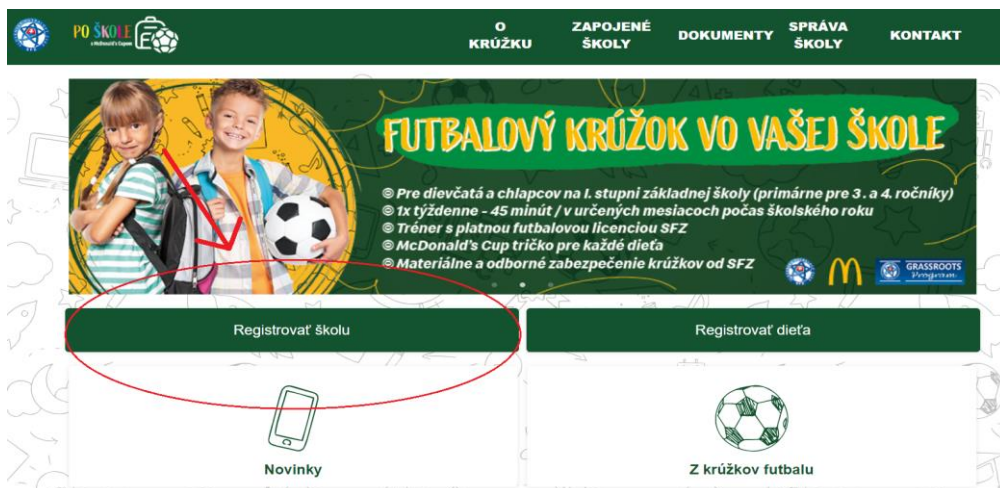 PO ŠKOLE
s McDonald's Cupom
O KRÚŽKU
ZAPOJENÉ ŠKOLY
DOKUMENTY
SPRÁVA ŠKOLY
KONTAKT
FUTBALOVÝ KRÚŽOK VO VAŠEJ ŠKOLE
Pre dievčatá a chlapcov na I. stupni základnej školy (primárne pre 3. a 4. ročníky)
1x týždenne - 45 minút / v určených mesiacoch počas školského roku
Tréner s platnou futbalovou licenciou SFZ
McDonald's Cup tričko pre každé dieťa
Materiálne a odborné zabezpečenie krúžkov od SFZ
GRASSROOTS
Program
Registrovať školu
Registrovať dieťa
Novinky
Z krúžkov futbalu